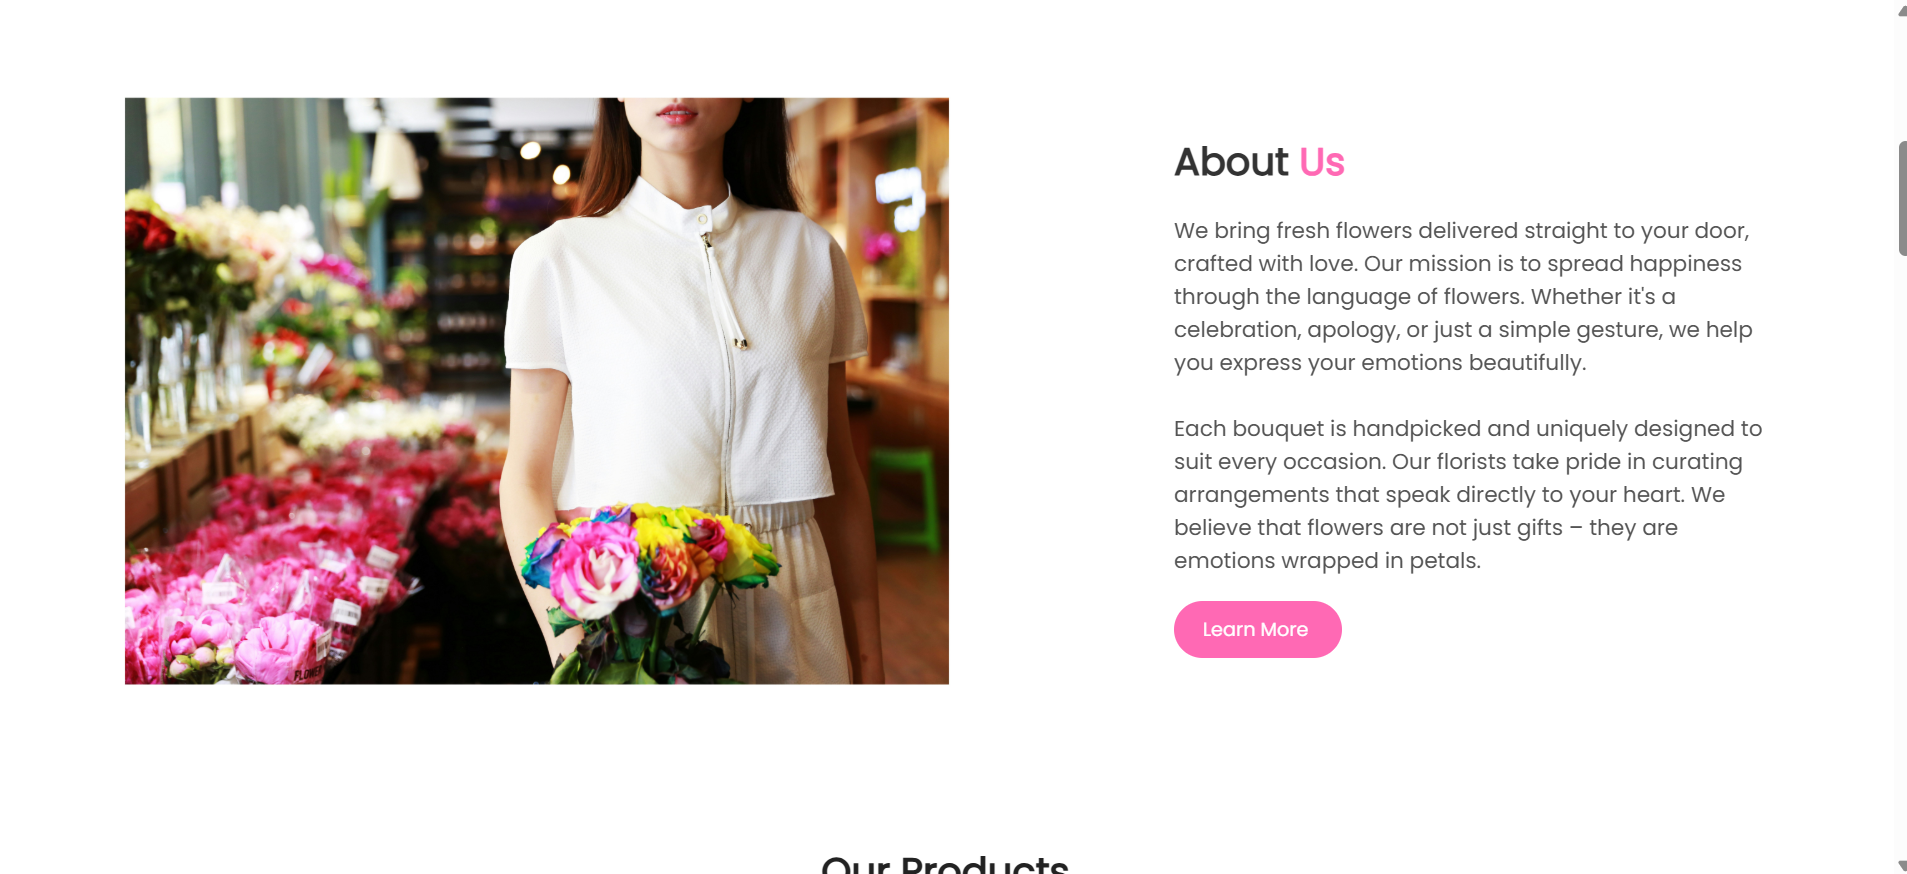 About Us
We bring fresh flowers delivered straight to your door,
crafted with love. Our mission is to spread happiness
through the language of flowers. Whether it's a
celebration, apology, or just a simple gesture, we help
you express your emotions beautifully.
Each bouquet is handpicked and uniquely designed to
suit every occasion. Our florists take pride in curating
arrangements that speak directly to your heart. We
believe that flowers are not just gifts – they are
emotions wrapped in petals.
Learn More
Our Products